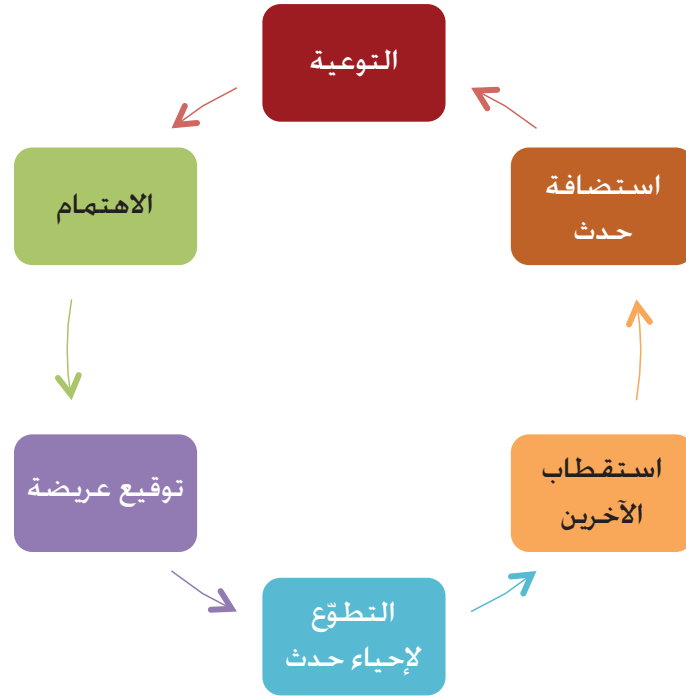 التوعية
الاهتمام
توقيع عريضة
التطوّع
لإحياء حدث
استقطاب
الآخرين
استضافة
حدث